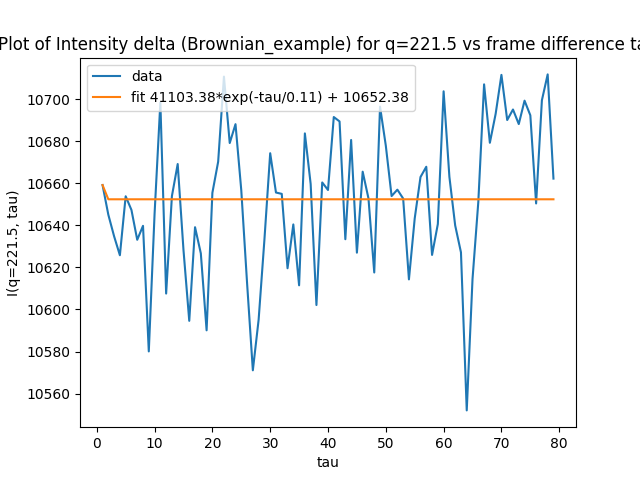 Plot of Intensity delta (Brownian_example) for q=221.5 vs frame difference ta
data
fit 41103.38*exp(-tau/0.11) + 10652.38
I(q=221.5, tau)
10700
10680
10660
10640
10620
10600
10580
10560
0 10 20 30 40 50 60 70 80
tau